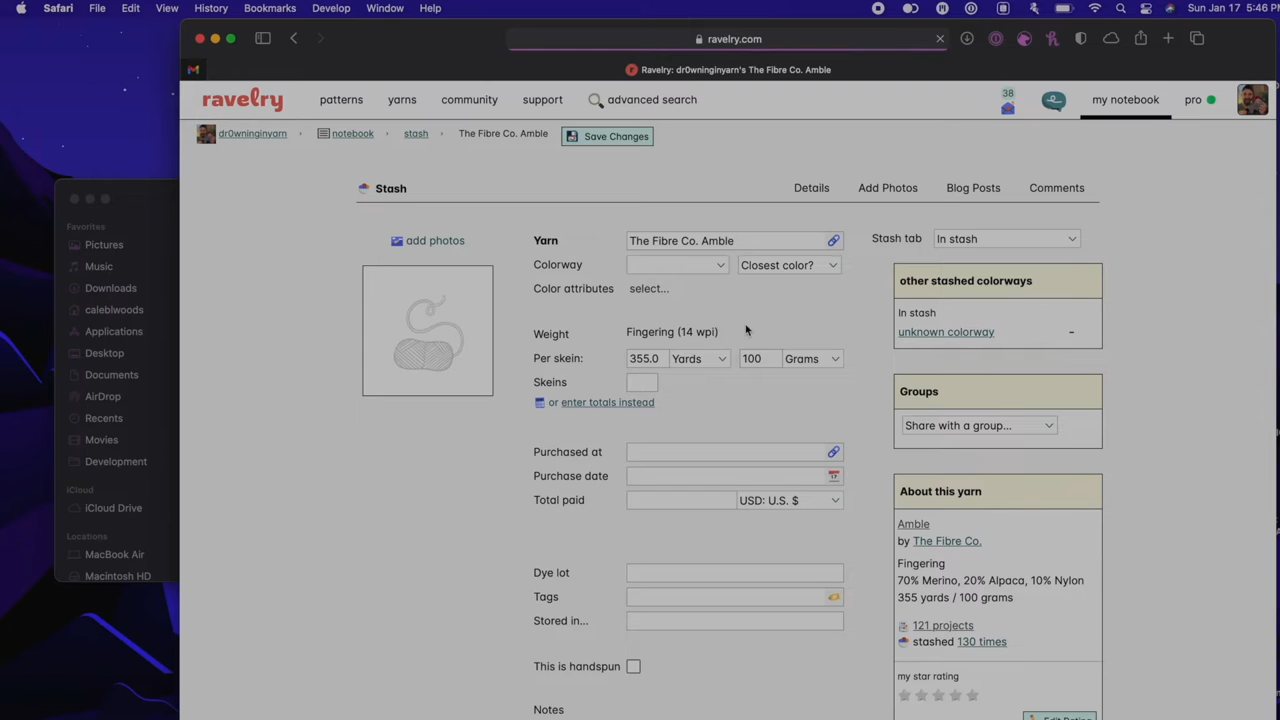 Safari File Edit View History Bookmarks Develop Window Help Sun Jan 17 5:46 PM
ravelry.com
Ravelry: dr0wninginyarn's The Fibre Co. Amble
ravelry patterns yarns community support advanced search 38 my notebook pro
dr0wninginyarn › notebook › stash › The Fibre Co. Amble Save Changes
Stash Details Add Photos Blog Posts Comments
add photos
Yarn The Fibre Co. Amble
Colorway Closest color?
Color attributes select...
Weight Fingering (14 wpi)
Per skein: 355.0 Yards 100 Grams
Skeins
or enter totals instead
Purchased at
Purchase date
Total paid USD: U.S. $
Dye lot
Tags
Stored in...
This is handspun
Notes
Stash tab In stash
other stashed colorways
In stash
unknown colorway -
Groups
Share with a group...
About this yarn
Amble
by The Fibre Co.
Fingering
70% Merino, 20% Alpaca, 10% Nylon
355 yards / 100 grams
121 projects
stashed 130 times
my star rating
Edit Rating
Favorites
Pictures
Music
Downloads
caleblwoods
Applications
Desktop
Documents
AirDrop
Recents
Movies
Development
iCloud
iCloud Drive
Locations
MacBook Air
Macintosh HD